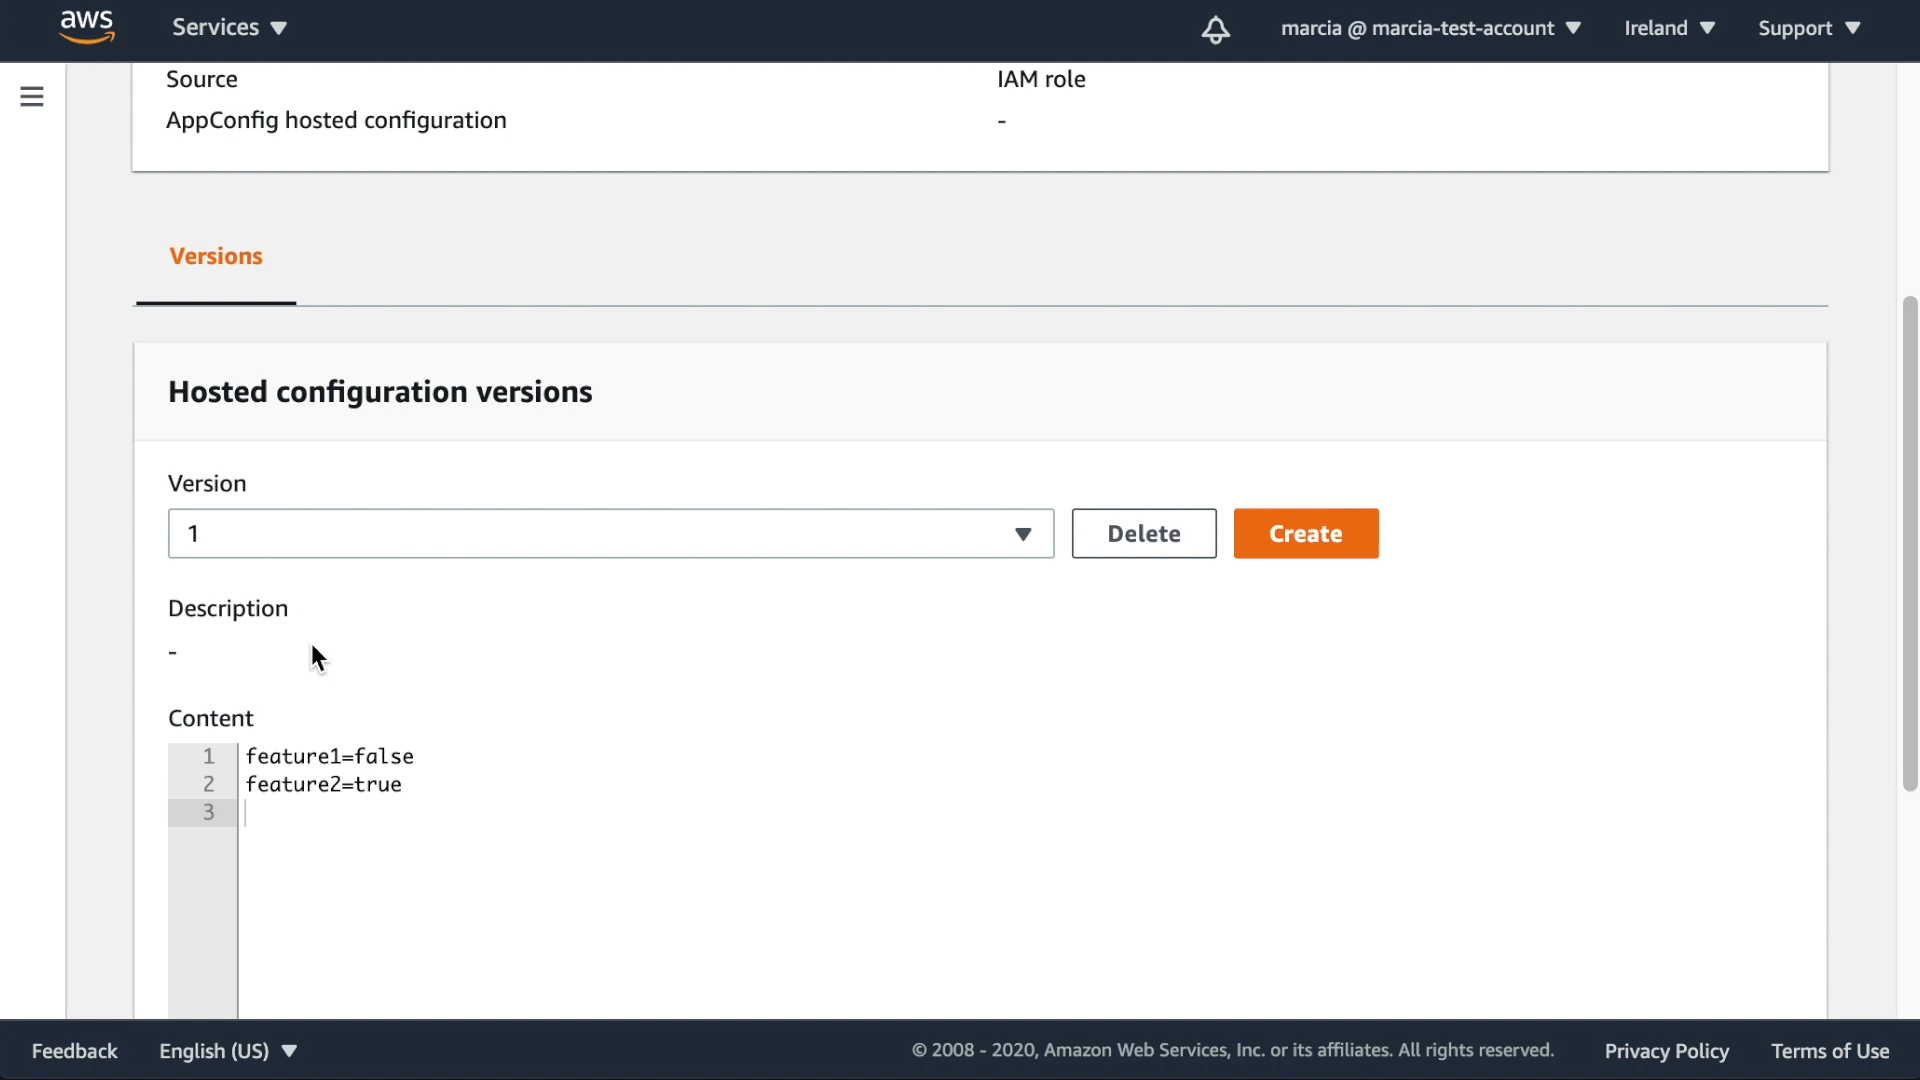 aws Services marcia @ marcia-test-account Ireland Support
Source IAM role
AppConfig hosted configuration -
Versions
Hosted configuration versions
Version
1 Delete Create
Description
-
Content
1 feature1=false
2 feature2=true
3
Feedback English (US) © 2008 - 2020, Amazon Web Services, Inc. or its affiliates. All rights reserved. Privacy Policy Terms of Use